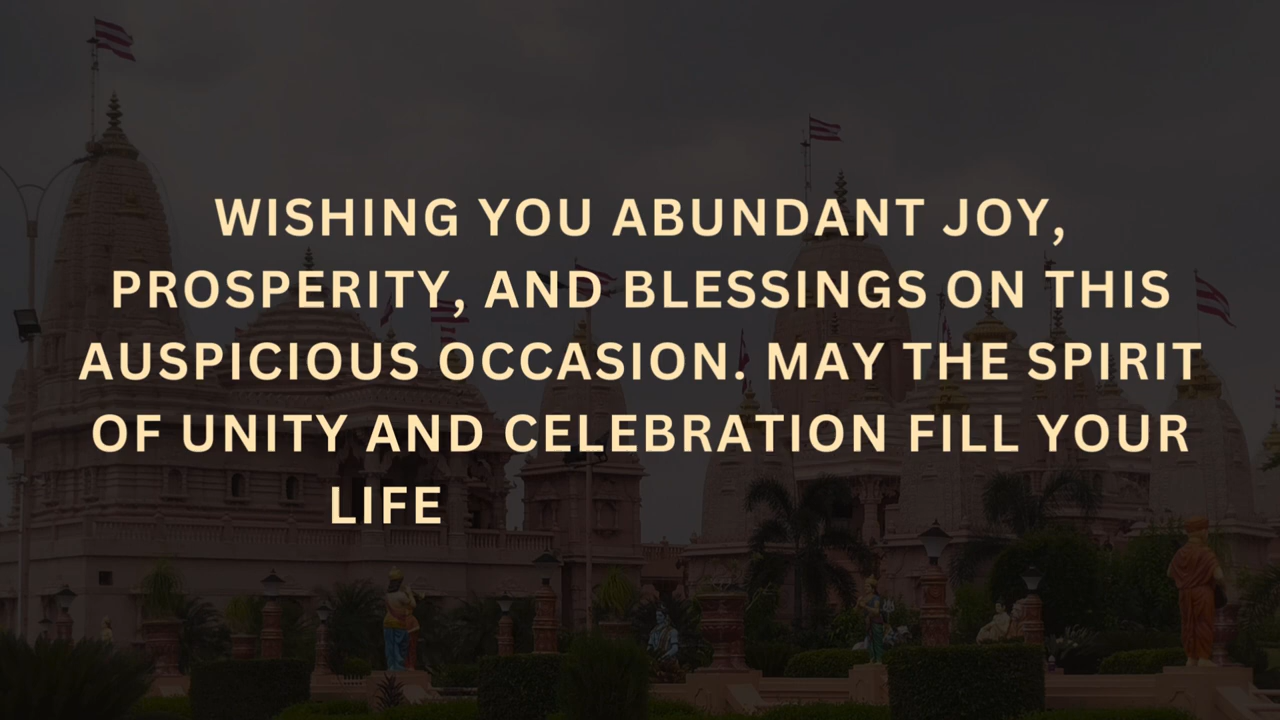 WISHING YOU ABUNDANT JOY,
PROSPERITY, AND BLESSINGS ON THIS
AUSPICIOUS OCCASION. MAY THE SPIRIT
OF UNITY AND CELEBRATION FILL YOUR
LIFE